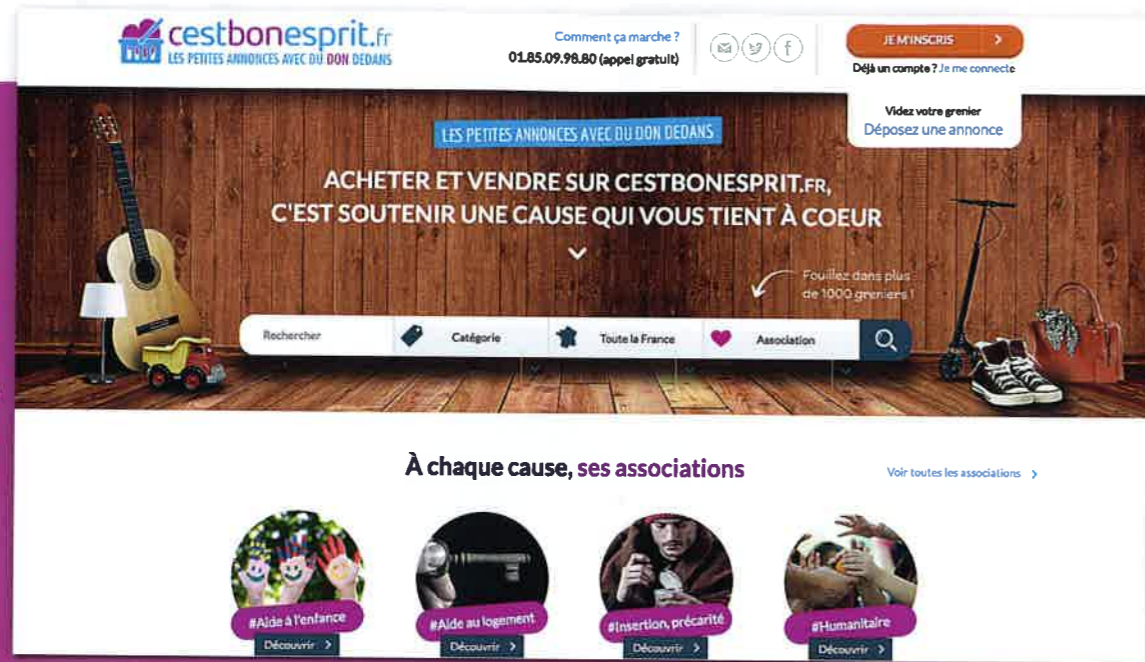 cestbonesprit.fr
LES PETITES ANNONCES AVEC DU DON DEDANS
Comment ça marche ?
01.85.09.98.80 (appel gratuit)
f
JE M'INSCRIS >
Déjà un compte ? Je me connecte
Videz votre grenier
Déposez une annonce
LES PETITES ANNONCES AVEC DU DON DEDANS
ACHETER ET VENDRE SUR CESTBONESPRIT.FR,
C'EST SOUTENIR UNE CAUSE QUI VOUS TIENT À COEUR
Fouillez dans plus
de 1000 greniers !
Rechercher
Catégorie
Toute la France
Association
À chaque cause, ses associations
Voir toutes les associations >
#Aide à l'enfance
Découvrir >
#Aide au logement
Découvrir >
#Insertion, précarité
Découvrir >
#Humanitaire
Découvrir >